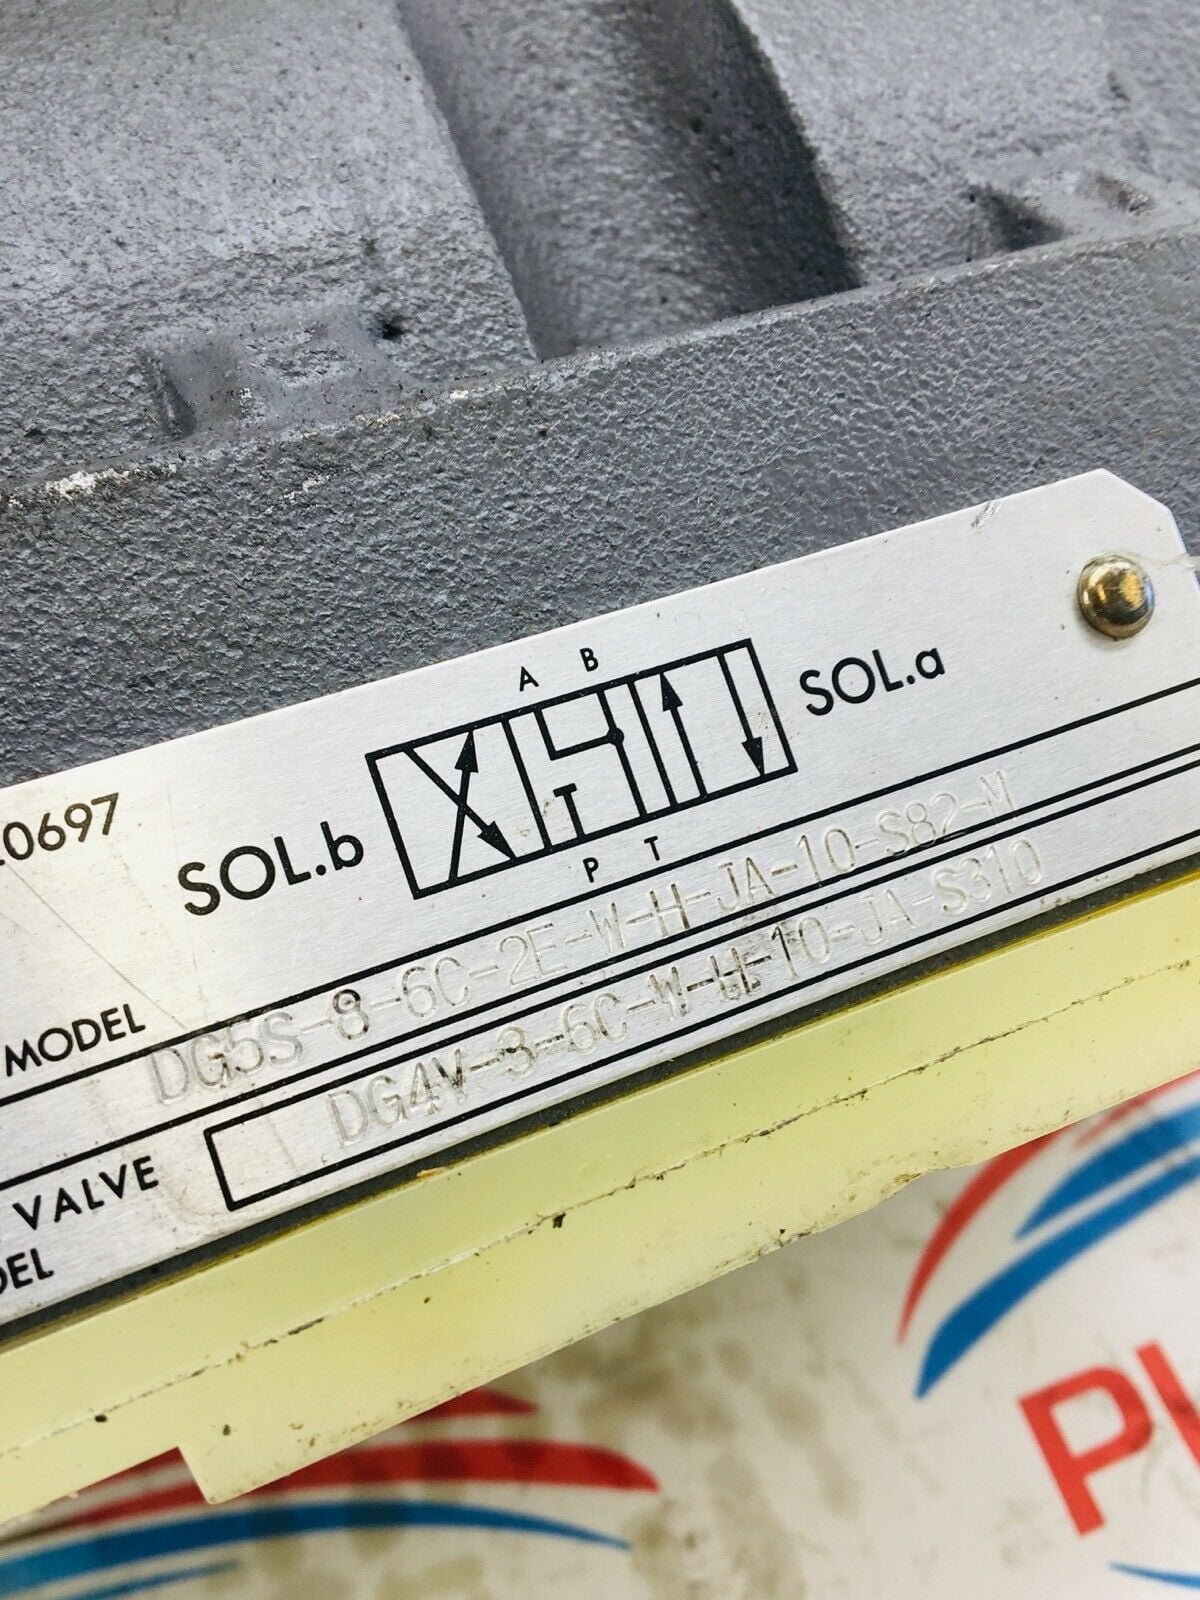 A B
SOL.a
0697
SOL.b
P T
MODEL DG5S-8-6C-2E-W-H-JA-10-S82-M
VALVE DG4V-3-6C-W-H-10-JA-S310
DEL